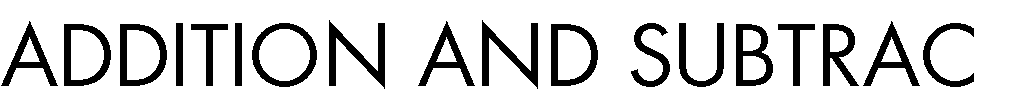 ADDITION AND SUBTRAC